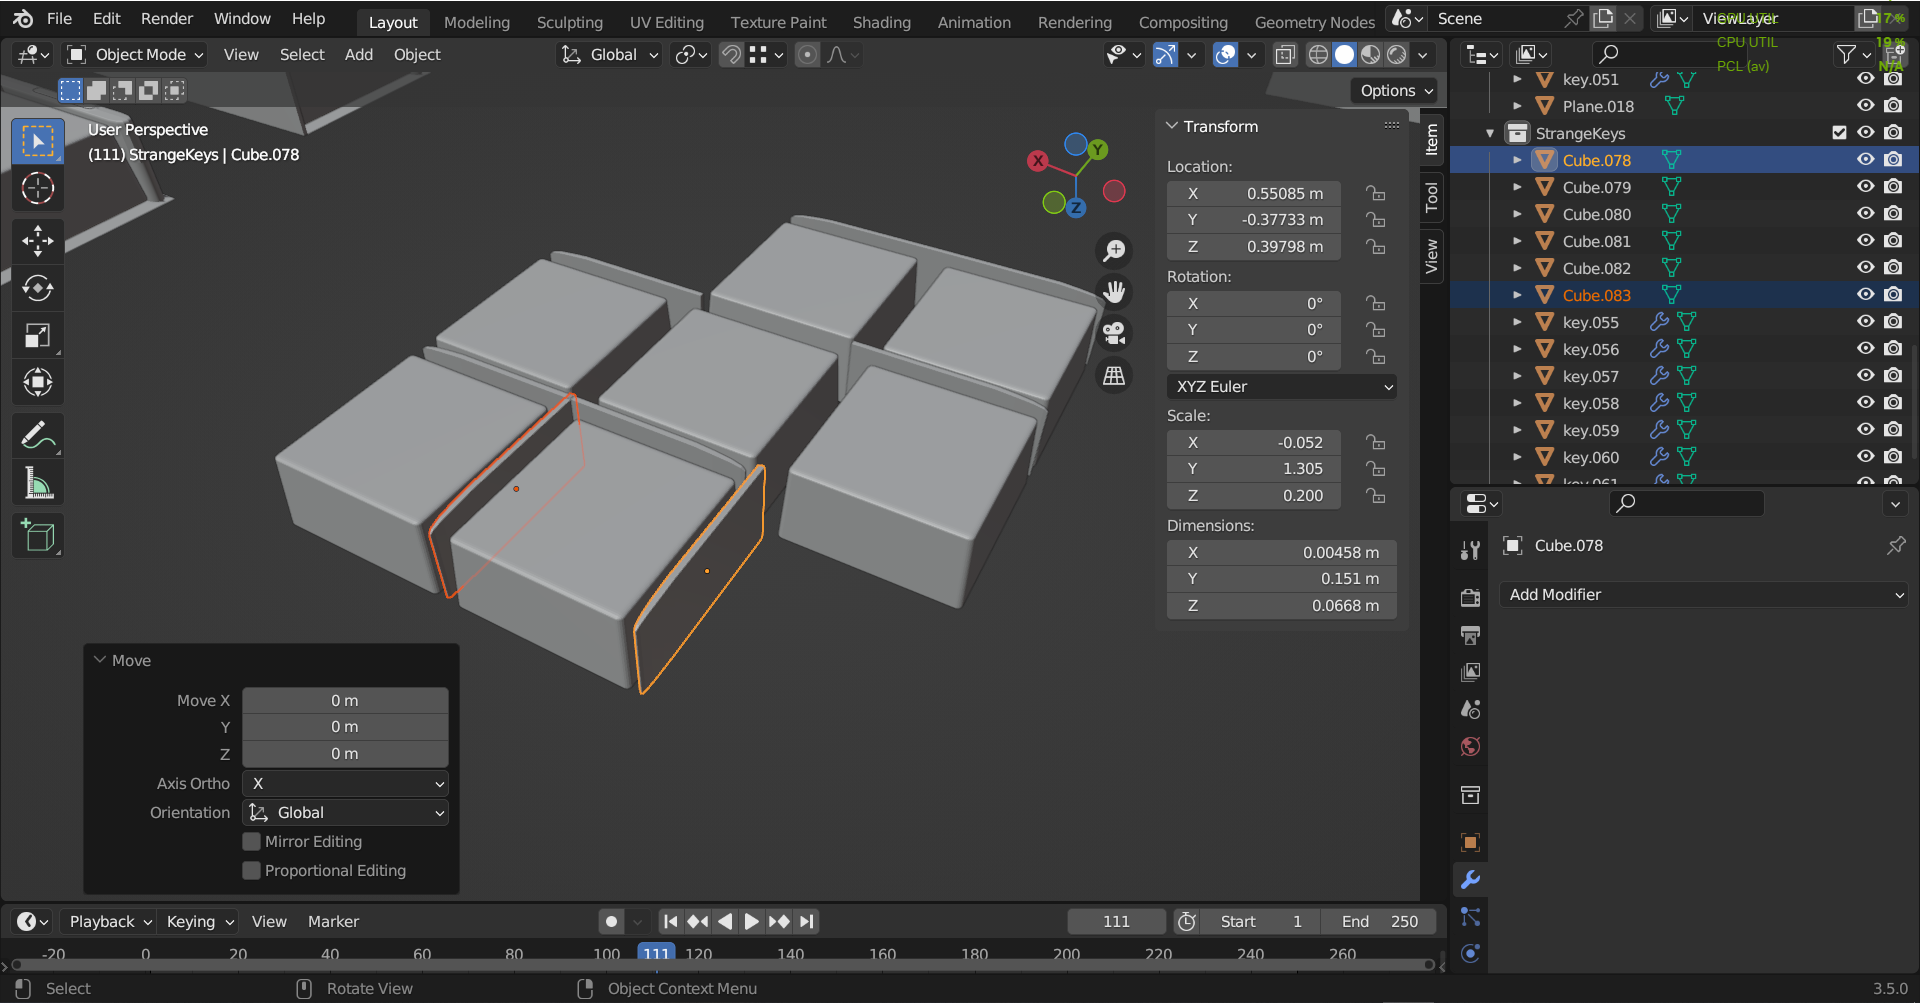 File Edit Render Window Help Layout Modeling Sculpting UV Editing Texture Paint Shading Animation Rendering Compositing Geometry Nodes Scene ViewLayer
17%
CPU UTIL 19%
PCL (av) N/A
Object Mode View Select Add Object Global
Options
User Perspective
(111) StrangeKeys | Cube.078
X
Y
Z
Transform
Location:
X 0.55085 m
Y -0.37733 m
Z 0.39798 m
Rotation:
X 0°
Y 0°
Z 0°
XYZ Euler
Scale:
X -0.052
Y 1.305
Z 0.200
Dimensions:
X 0.00458 m
Y 0.151 m
Z 0.0668 m
Item
Tool
View
key.051
Plane.018
StrangeKeys
Cube.078
Cube.079
Cube.080
Cube.081
Cube.082
Cube.083
key.055
key.056
key.057
key.058
key.059
key.060
key.061
Cube.078
Add Modifier
Move
Move X 0 m
Y 0 m
Z 0 m
Axis Ortho X
Orientation Global
Mirror Editing
Proportional Editing
Playback Keying View Marker 111 Start 1 End 250
-20 0 20 40 60 80 100 111 120 140 160 180 200 220 240 260
Select Rotate View Object Context Menu 3.5.0